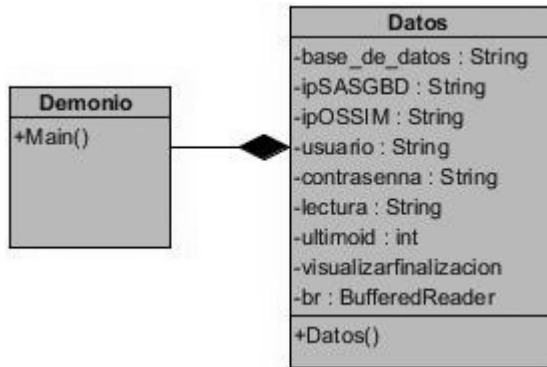 Demonio
+Main()
Datos
-base_de_datos : String
-ipSASGBD : String
-ipOSSIM : String
-usuario : String
-contrasenna : String
-lectura : String
-ultimoid : int
-visualizarfinalizacion
-br : BufferedReader
+Datos()